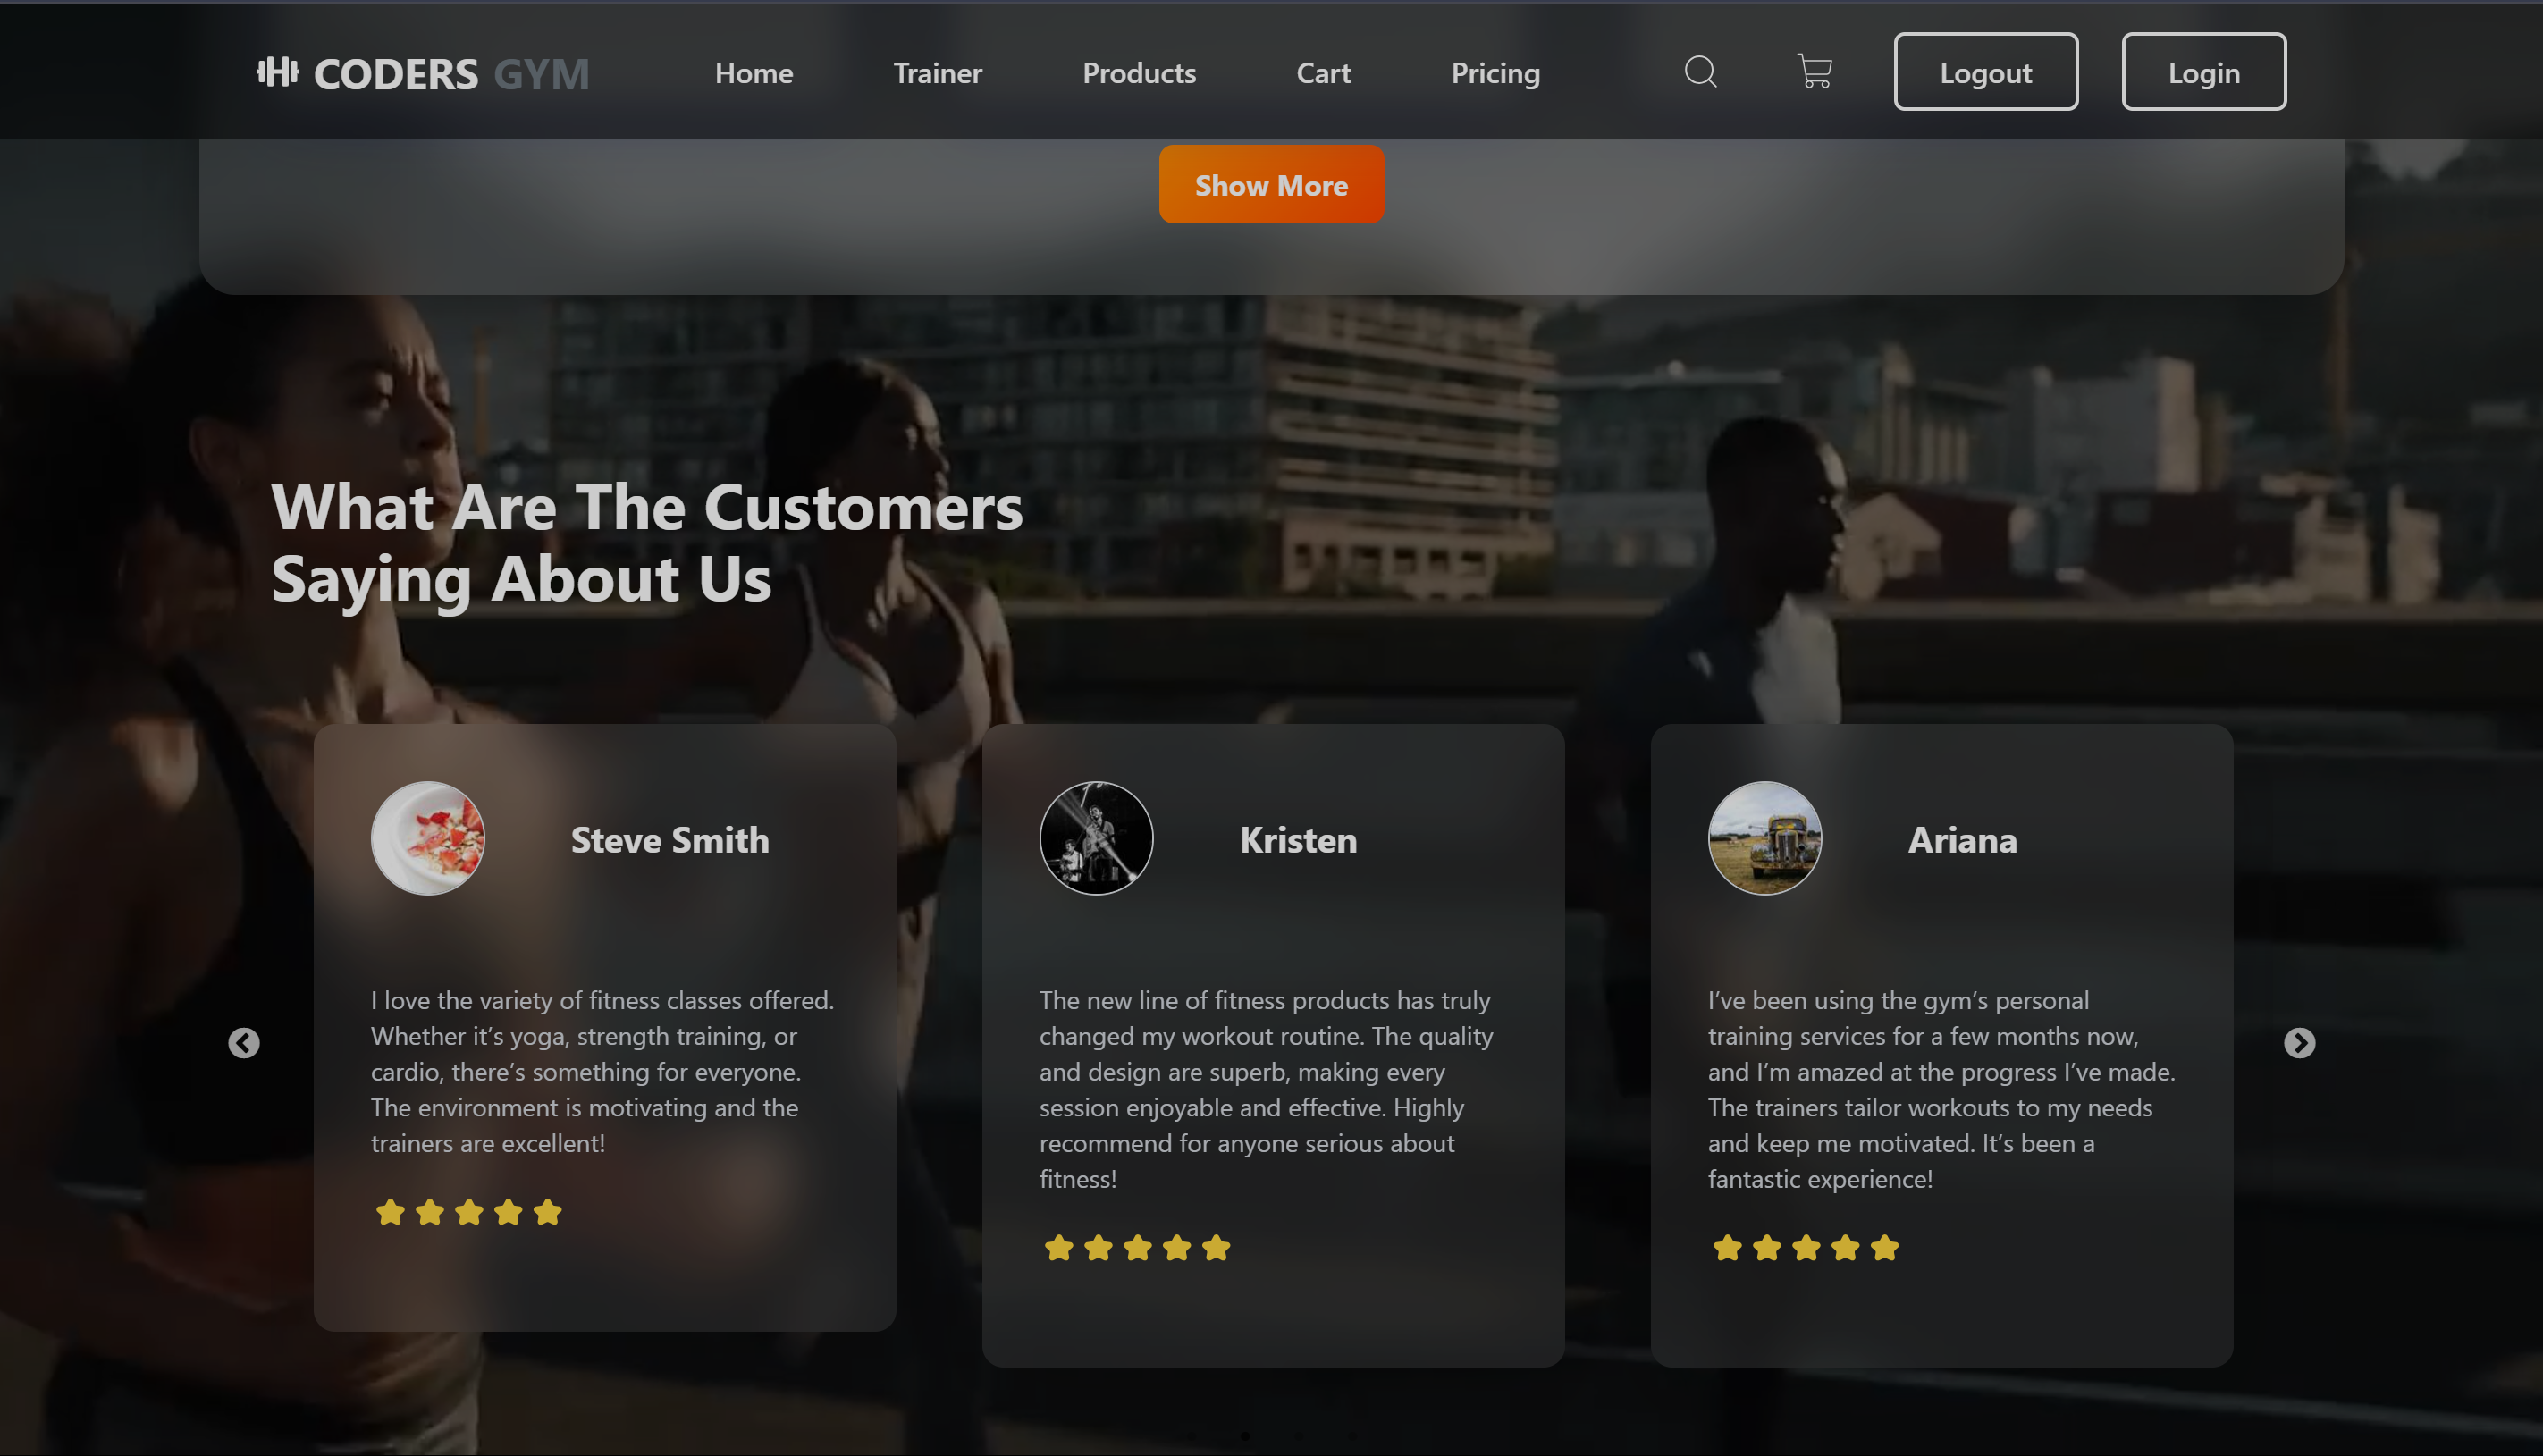 CODERS GYM Home Trainer Products Cart Pricing Logout Login
Show More
What Are The Customers
Saying About Us
Steve Smith
I love the variety of fitness classes offered.
Whether it’s yoga, strength training, or
cardio, there’s something for everyone.
The environment is motivating and the
trainers are excellent!
Kristen
The new line of fitness products has truly
changed my workout routine. The quality
and design are superb, making every
session enjoyable and effective. Highly
recommend for anyone serious about
fitness!
Ariana
I’ve been using the gym’s personal
training services for a few months now,
and I’m amazed at the progress I’ve made.
The trainers tailor workouts to my needs
and keep me motivated. It’s been a
fantastic experience!